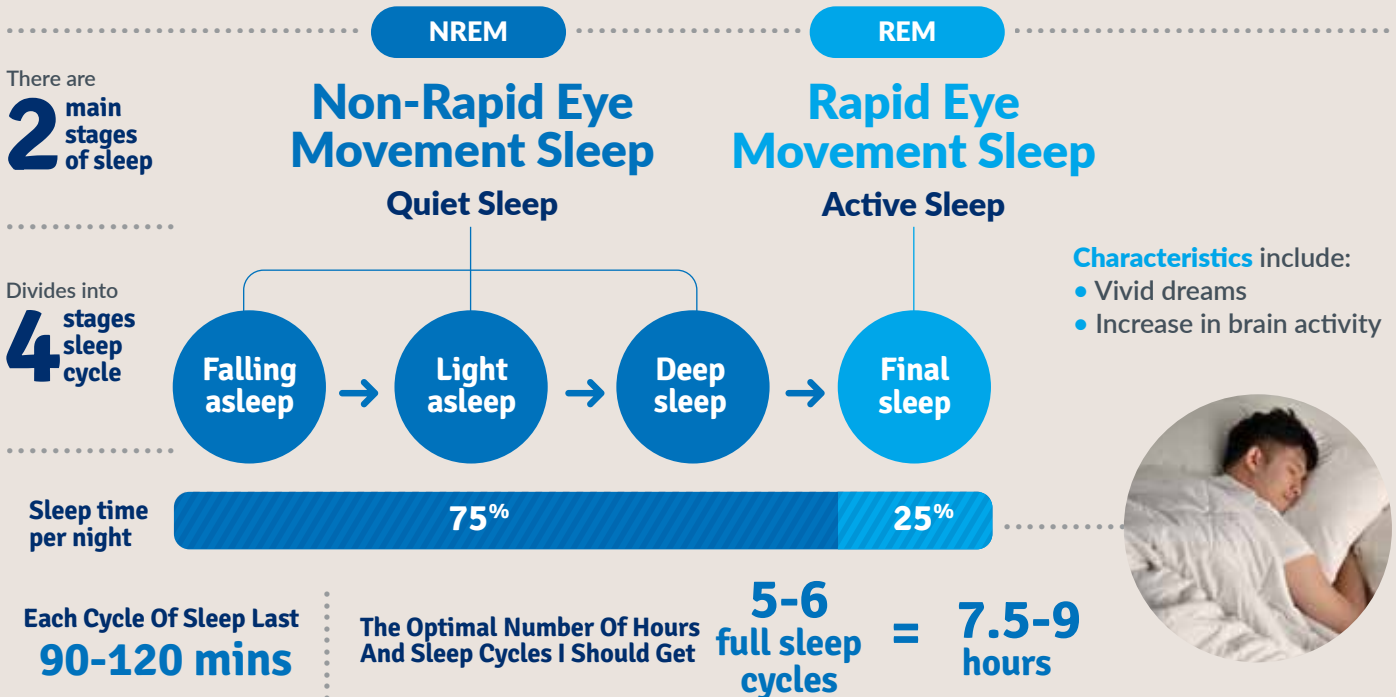 NREM
REM
There are
2 main
stages
of sleep
Non-Rapid Eye
Movement Sleep
Quiet Sleep
Rapid Eye
Movement Sleep
Active Sleep
Characteristics include:
• Vivid dreams
• Increase in brain activity
Divides into
4 stages
sleep
cycle
Falling
asleep
Light
asleep
Deep
sleep
Final
sleep
Sleep time
per night
75%
25%
Each Cycle Of Sleep Last
90-120 mins
The Optimal Number Of Hours
And Sleep Cycles I Should Get
5-6
full sleep
cycles
=
7.5-9
hours